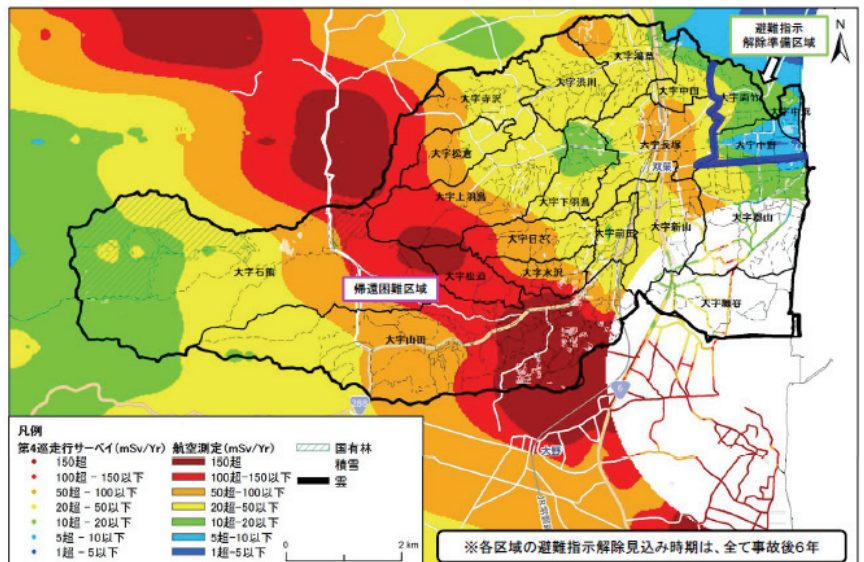 避難指示
解除準備区域
N
大字渋川
大字寺沢
大字中田
大字両竹
大字中浜
大字中野
大字長塚
双葉
大字松倉
大字上羽鳥
大字下羽鳥
大字目さく
大字前田
大字新山
大字郡山
大字石熊
帰還困難区域
大字松迫
大字水沢
大字細谷
大字山田
288
6
大野
凡例
第4巡走行サーベイ(mSv/Yr) 航空測定(mSv/Yr) 国有林
150超 150超 積雪
100超 - 150以下 100超-150以下 雲
50超 - 100以下 50超-100以下
20超 - 50以下 20超-50以下
10超 - 20以下 10超-20以下
5超 - 10以下 5超-10以下
1超 - 5以下 1超-5以下
0 2 km
※各区域の避難指示解除見込み時期は、全て事故後6年